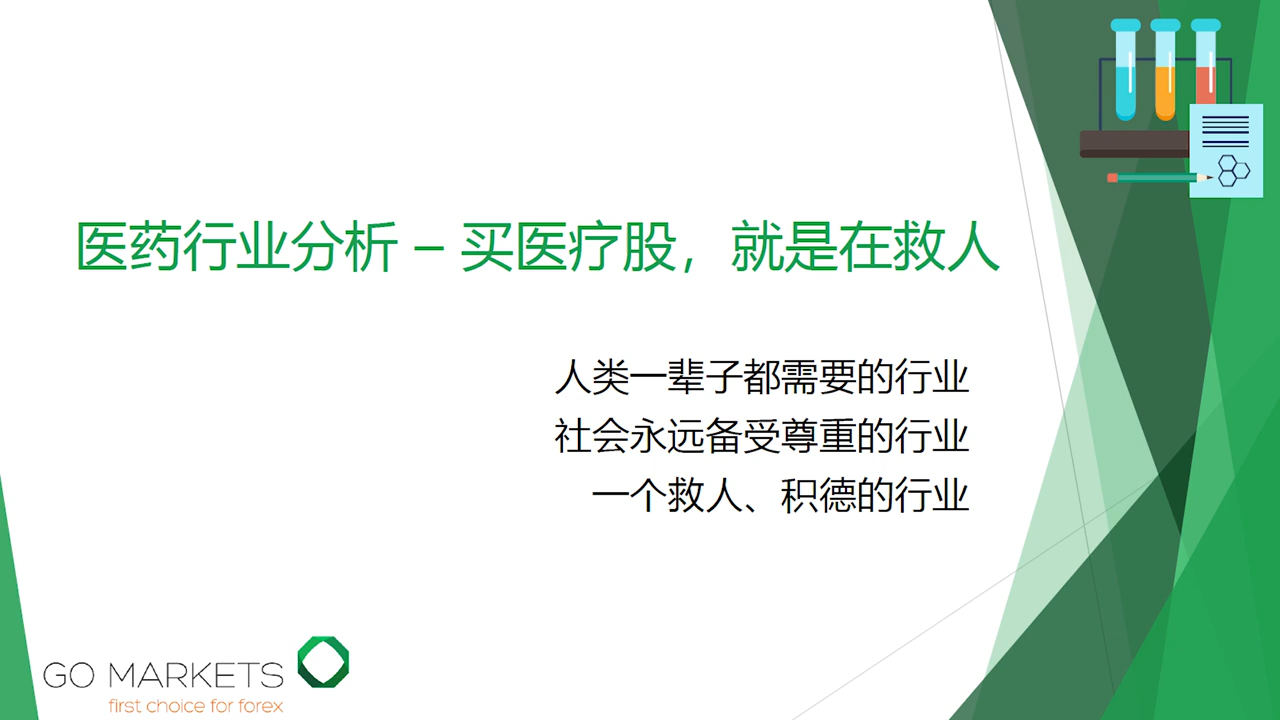 医药行业分析 – 买医疗股，就是在救人
人类一辈子都需要的行业
社会永远备受尊重的行业
一个救人、积德的行业
GO MARKETS
first choice for forex